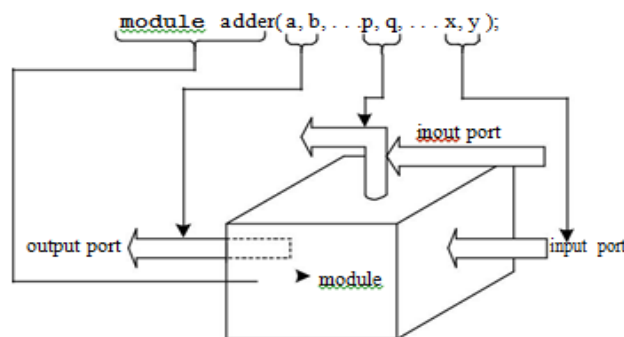 module adder(a, b, . . .p, q, . . . x, y );
inout port
output port
input port
module